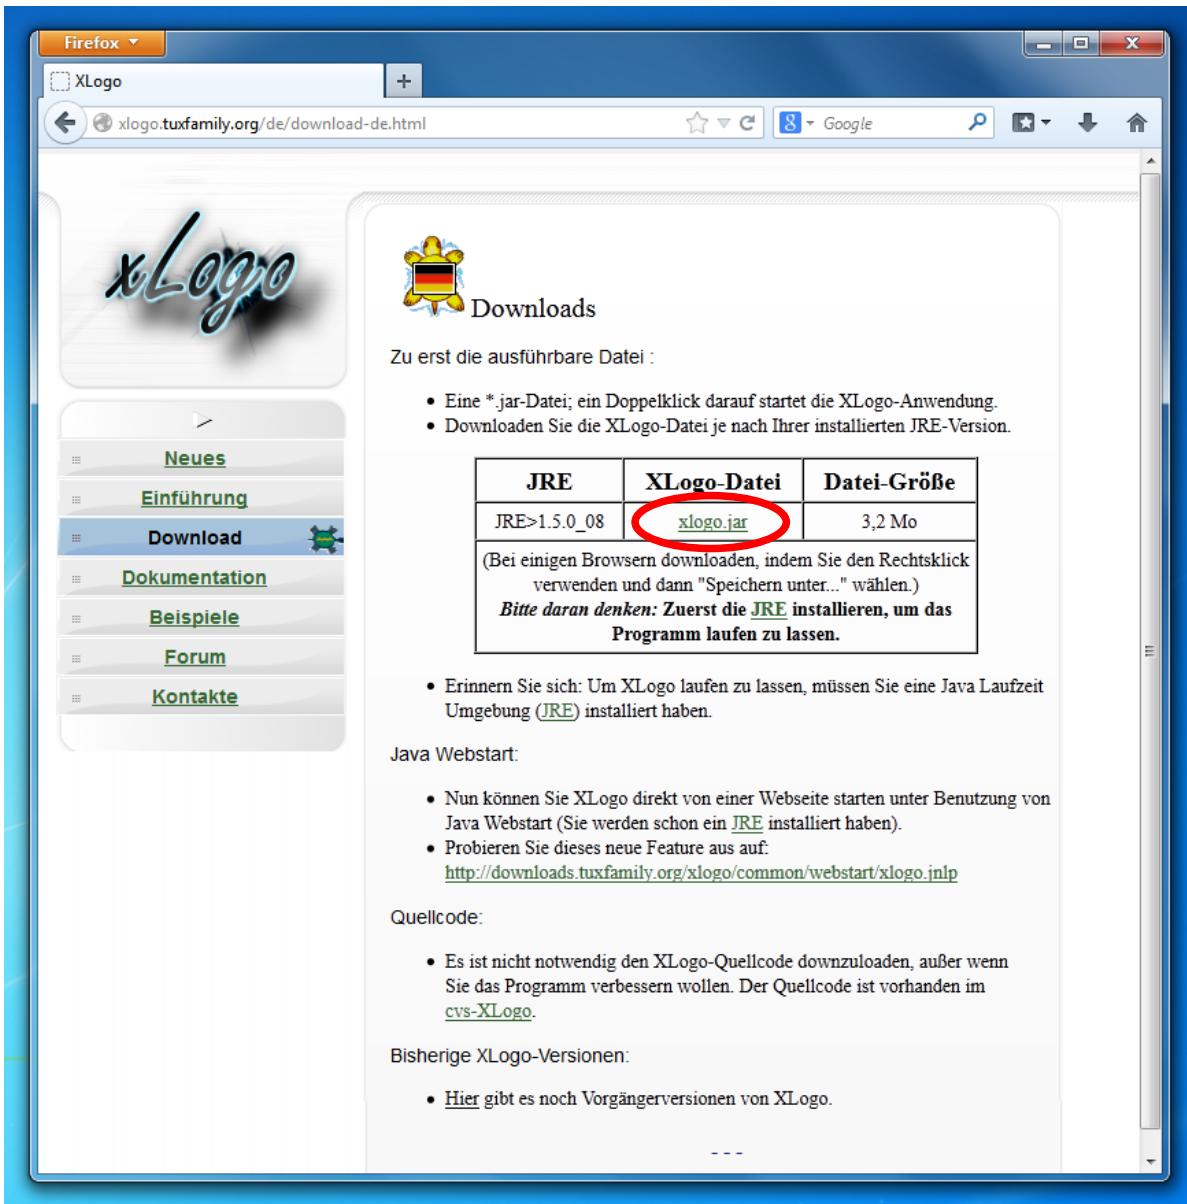 Firefox
XLogo
xlogo.tuxfamily.org/de/download-de.html
Google
xLogo
Neues
Einführung
Download
Dokumentation
Beispiele
Forum
Kontakte
Downloads
Zu erst die ausführbare Datei :
Eine *.jar-Datei; ein Doppelklick darauf startet die XLogo-Anwendung.
Downloaden Sie die XLogo-Datei je nach Ihrer installierten JRE-Version.
JRE XLogo-Datei Datei-Größe
JRE>1.5.0_08 xlogo.jar 3,2 Mo
(Bei einigen Browsern downloaden, indem Sie den Rechtsklick
verwenden und dann "Speichern unter..." wählen.)
Bitte daran denken: Zuerst die JRE installieren, um das
Programm laufen zu lassen.
Erinnern Sie sich: Um XLogo laufen zu lassen, müssen Sie eine Java Laufzeit
Umgebung (JRE) installiert haben.
Java Webstart:
Nun können Sie XLogo direkt von einer Webseite starten unter Benutzung von
Java Webstart (Sie werden schon ein JRE installiert haben).
Probieren Sie dieses neue Feature aus auf:
http://downloads.tuxfamily.org/xlogo/common/webstart/xlogo.jnlp
Quellcode:
Es ist nicht notwendig den XLogo-Quellcode downzuloaden, außer wenn
Sie das Programm verbessern wollen. Der Quellcode ist vorhanden im
cvs-XLogo.
Bisherige XLogo-Versionen:
Hier gibt es noch Vorgängerversionen von XLogo.
- - -